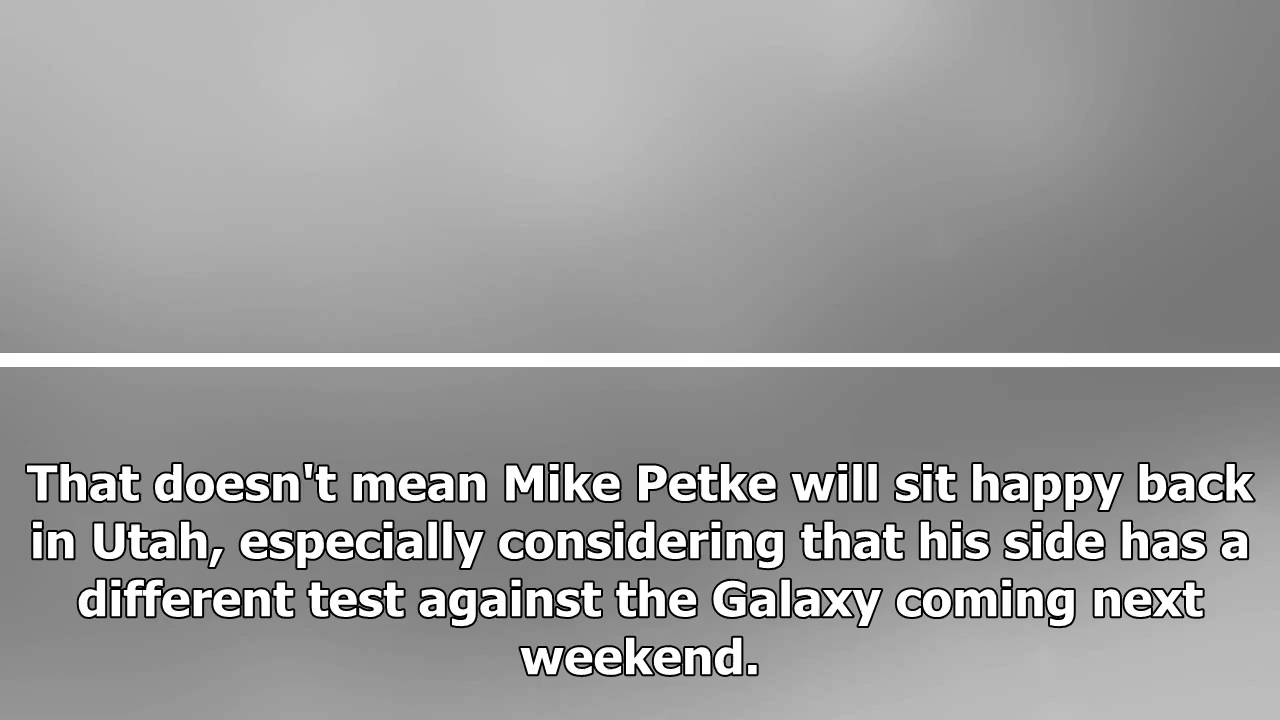 That doesn't mean Mike Petke will sit happy back
in Utah, especially considering that his side has a
different test against the Galaxy coming next
weekend.